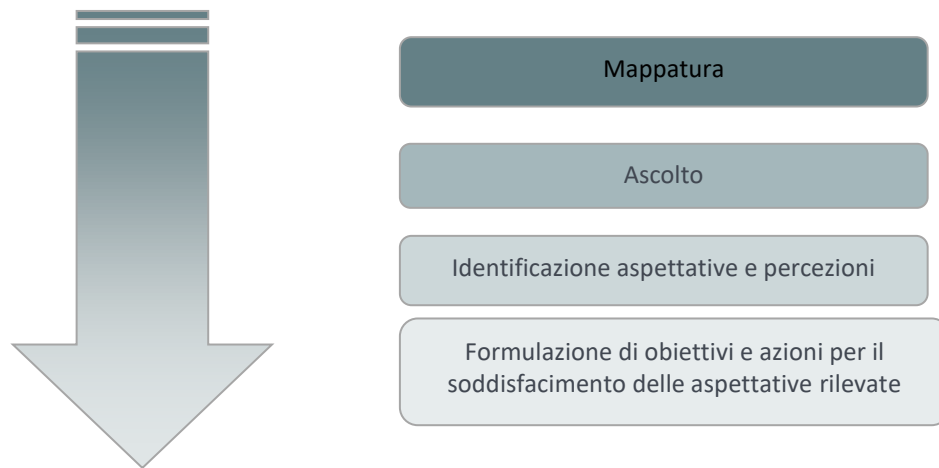 Mappatura
Ascolto
Identificazione aspettative e percezioni
Formulazione di obiettivi e azioni per il
soddisfacimento delle aspettative rilevate